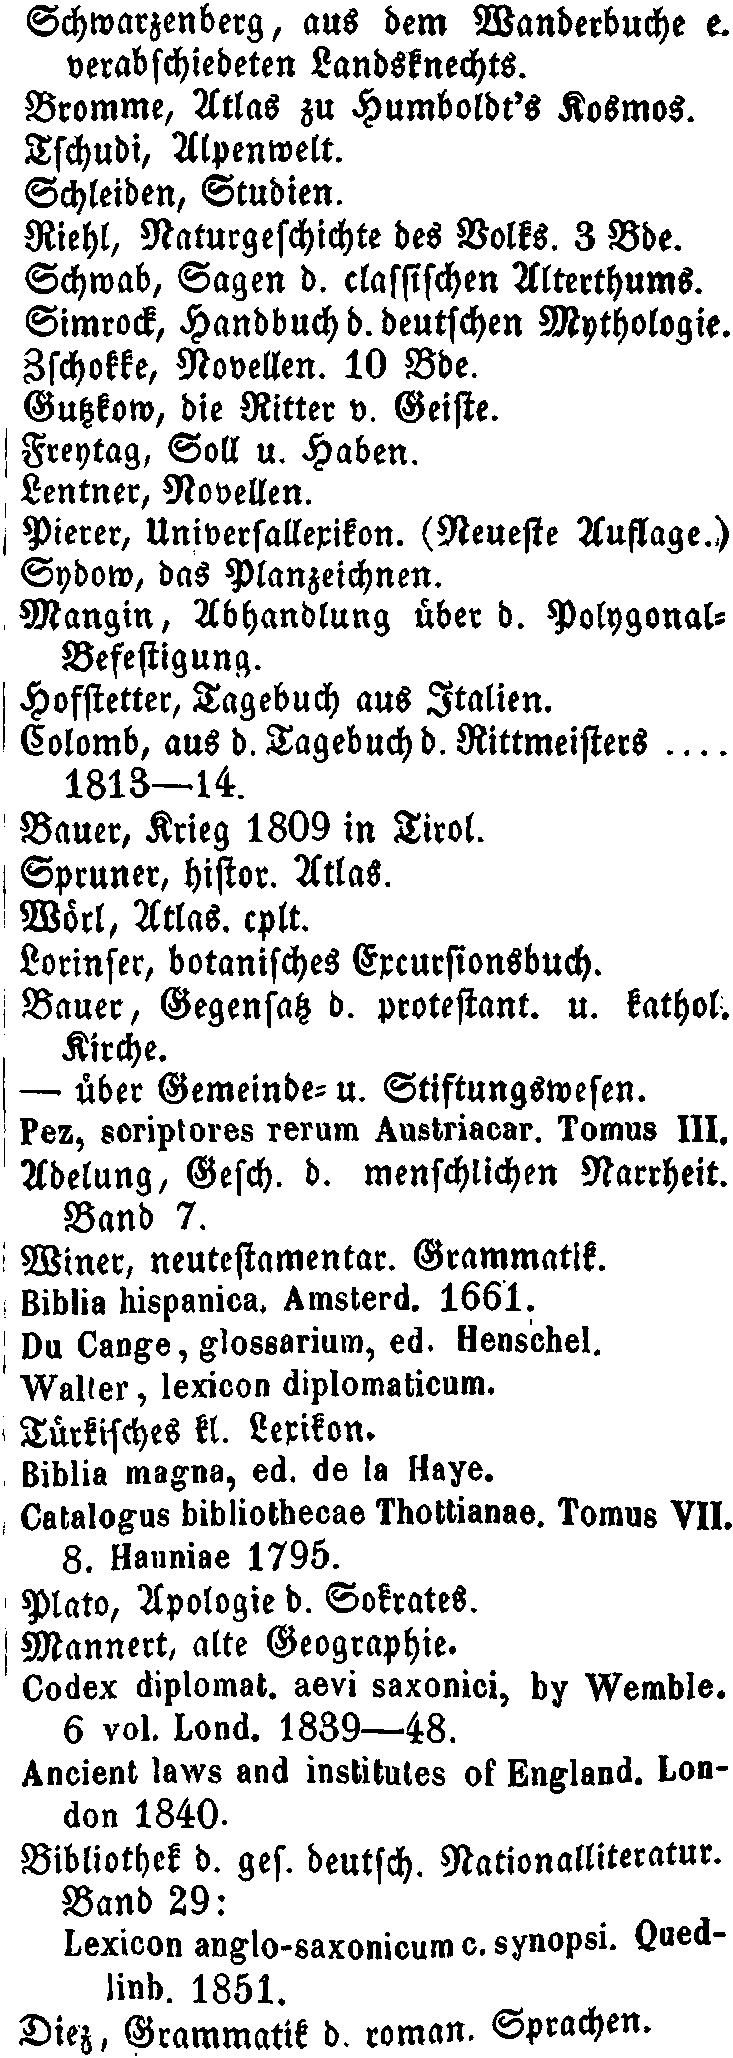 Schwarzenberg, aus dem Wanderbuche e.
verabschiedeten Landsknechts.
Bromme, Atlas zu Humboldt's Kosmos.
Tschudi, Alpenwelt.
Schleiden, Studien.
Riehl, Naturgeschichte des Volks. 3 Bde.
Schwab, Sagen d. classischen Alterthums.
Simrock, Handbuch d. deutschen Mythologie.
Zschokke, Novellen. 10 Bde.
Gutzkow, die Ritter v. Geiste.
Freytag, Soll u. Haben.
Lentner, Novellen.
Pierer, Universallexikon. (Neueste Auflage.)
Sydow, das Planzeichnen.
Mangin, Abhandlung über d. Polygonal-
Befestigung.
Hofstetter, Tagebuch aus Italien.
Colomb, aus d. Tagebuch d. Rittmeisters ....
1813—14.
Bauer, Krieg 1809 in Tirol.
Spruner, histor. Atlas.
Wörl, Atlas. cplt.
Lorinser, botanisches Excursionsbuch.
Bauer, Gegensatz d. protestant. u. kathol.
Kirche.
— über Gemeinde- u. Stiftungswesen.
Pez, scriptores rerum Austriacar. Tomus III.
Adelung, Gesch. d. menschlichen Narrheit.
Band 7.
Winer, neutestamentar. Grammatik.
Biblia hispanica. Amsterd. 1661.
Du Cange, glossarium, ed. Henschel.
Walter, lexicon diplomaticum.
Türkisches kl. Lexikon.
Biblia magna, ed. de la Haye.
Catalogus bibliothecae Thottianae. Tomus VII.
8. Hauniae 1795.
Plato, Apologie d. Sokrates.
Mannert, alte Geographie.
Codex diplomat. aevi saxonici, by Wemble.
6 vol. Lond. 1839—48.
Ancient laws and institutes of England. Lon-
don 1840.
Bibliothek d. ges. deutsch. Nationalliteratur.
Band 29:
Lexicon anglo-saxonicum c. synopsi. Qued-
linb. 1851.
Diez, Grammatik d. roman. Sprachen.